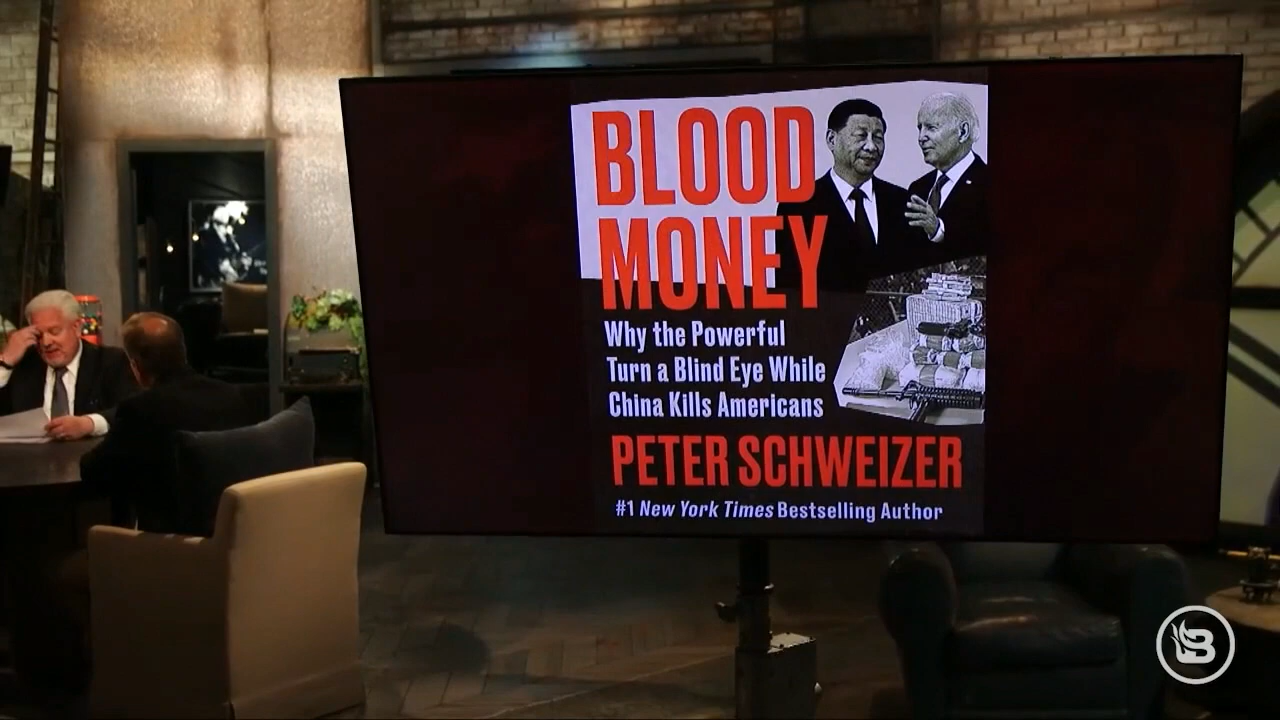 BLOOD
MONEY
Why the Powerful
Turn a Blind Eye While
China Kills Americans
PETER SCHWEIZER
#1 New York Times Bestselling Author
B